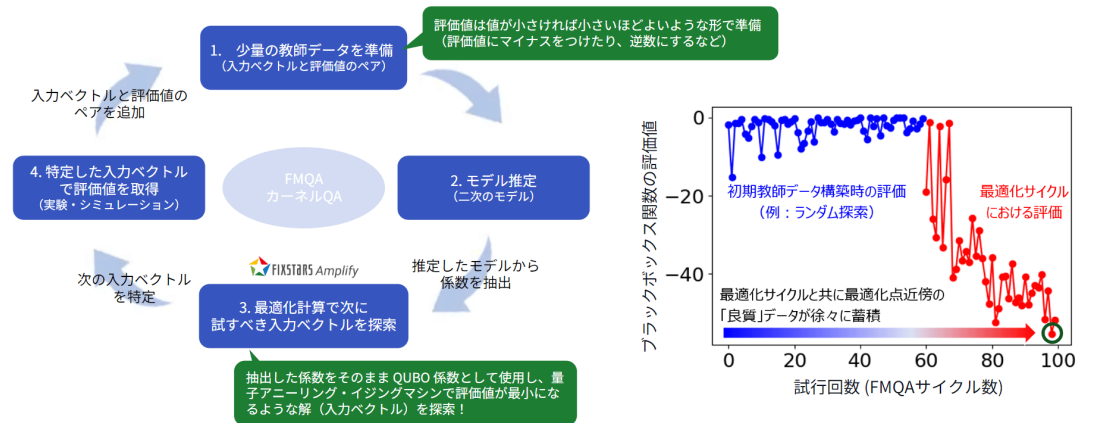 評価値は値が小さければ小さいほどよいような形で準備
（評価値にマイナスをつけたり、逆数にするなど）
1. 少量の教師データを準備
（入力ベクトルと評価値のペア）
入力ベクトルと評価値の
ペアを追加
4. 特定した入力ベクトル
で評価値を取得
（実験・シミュレーション）
FMQA
カーネルQA
2. モデル推定
（二次のモデル）
次の入力ベクトル
を特定
FIXSTARS Amplify
推定したモデルから
係数を抽出
3. 最適化計算で次に
試すべき入力ベクトルを探索
抽出した係数をそのまま QUBO 係数として使用し、量
子アニーリング・イジングマシンで評価値が最小にな
るような解（入力ベクトル）を探索！
ブラックボックス関数の評価値
0
−20
−40
初期教師データ構築時の評価
（例：ランダム探索）
最適化サイクル
における評価
最適化サイクルと共に最適化点近傍の
「良質」データが徐々に蓄積
0
20
40
60
80
100
試行回数 (FMQAサイクル数)